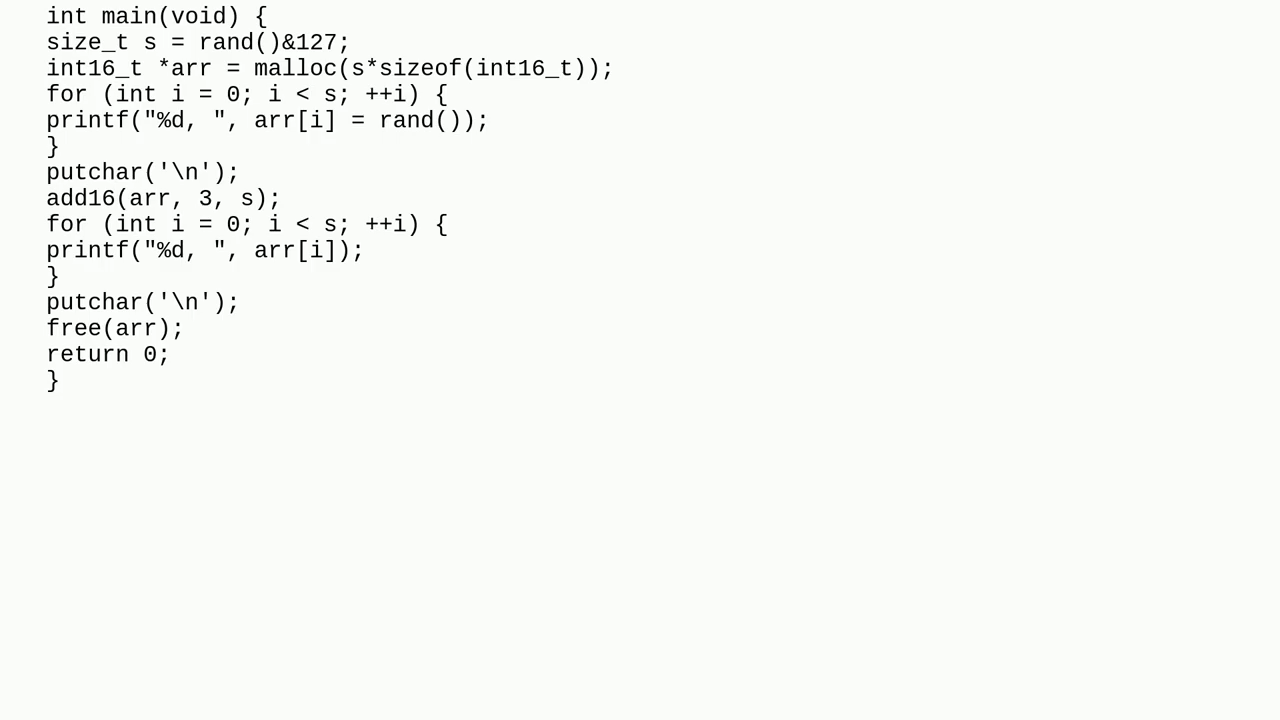 int main(void) {
size_t s = rand()&127;
int16_t *arr = malloc(s*sizeof(int16_t));
for (int i = 0; i < s; ++i) {
printf("%d, ", arr[i] = rand());
}
putchar('\n');
add16(arr, 3, s);
for (int i = 0; i < s; ++i) {
printf("%d, ", arr[i]);
}
putchar('\n');
free(arr);
return 0;
}